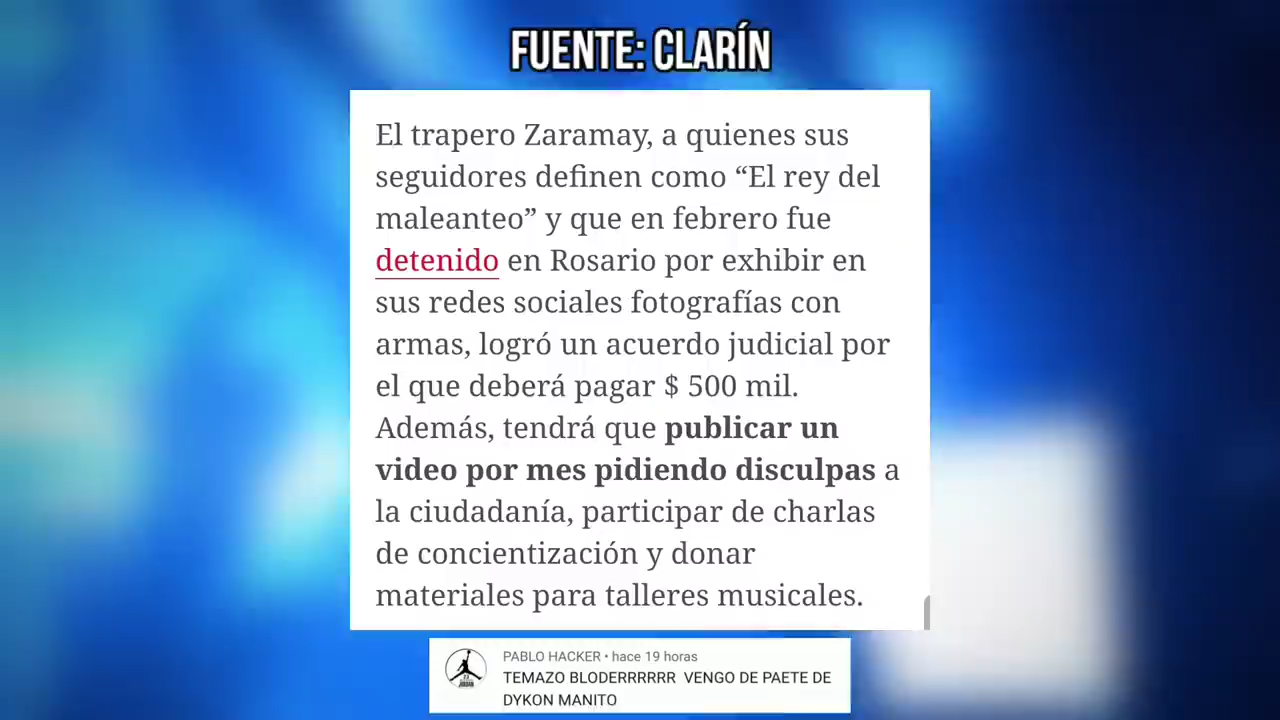 FUENTE: CLARÍN
El trapero Zaramay, a quienes sus
seguidores definen como “El rey del
maleanteo” y que en febrero fue
detenido en Rosario por exhibir en
sus redes sociales fotografías con
armas, logró un acuerdo judicial por
el que deberá pagar $ 500 mil.
Además, tendrá que publicar un
video por mes pidiendo disculpas a
la ciudadanía, participar de charlas
de concientización y donar
materiales para talleres musicales.
PABLO HACKER • hace 19 horas
TEMAZO BLODERRRRRR VENGO DE PAETE DE
DYKON MANITO